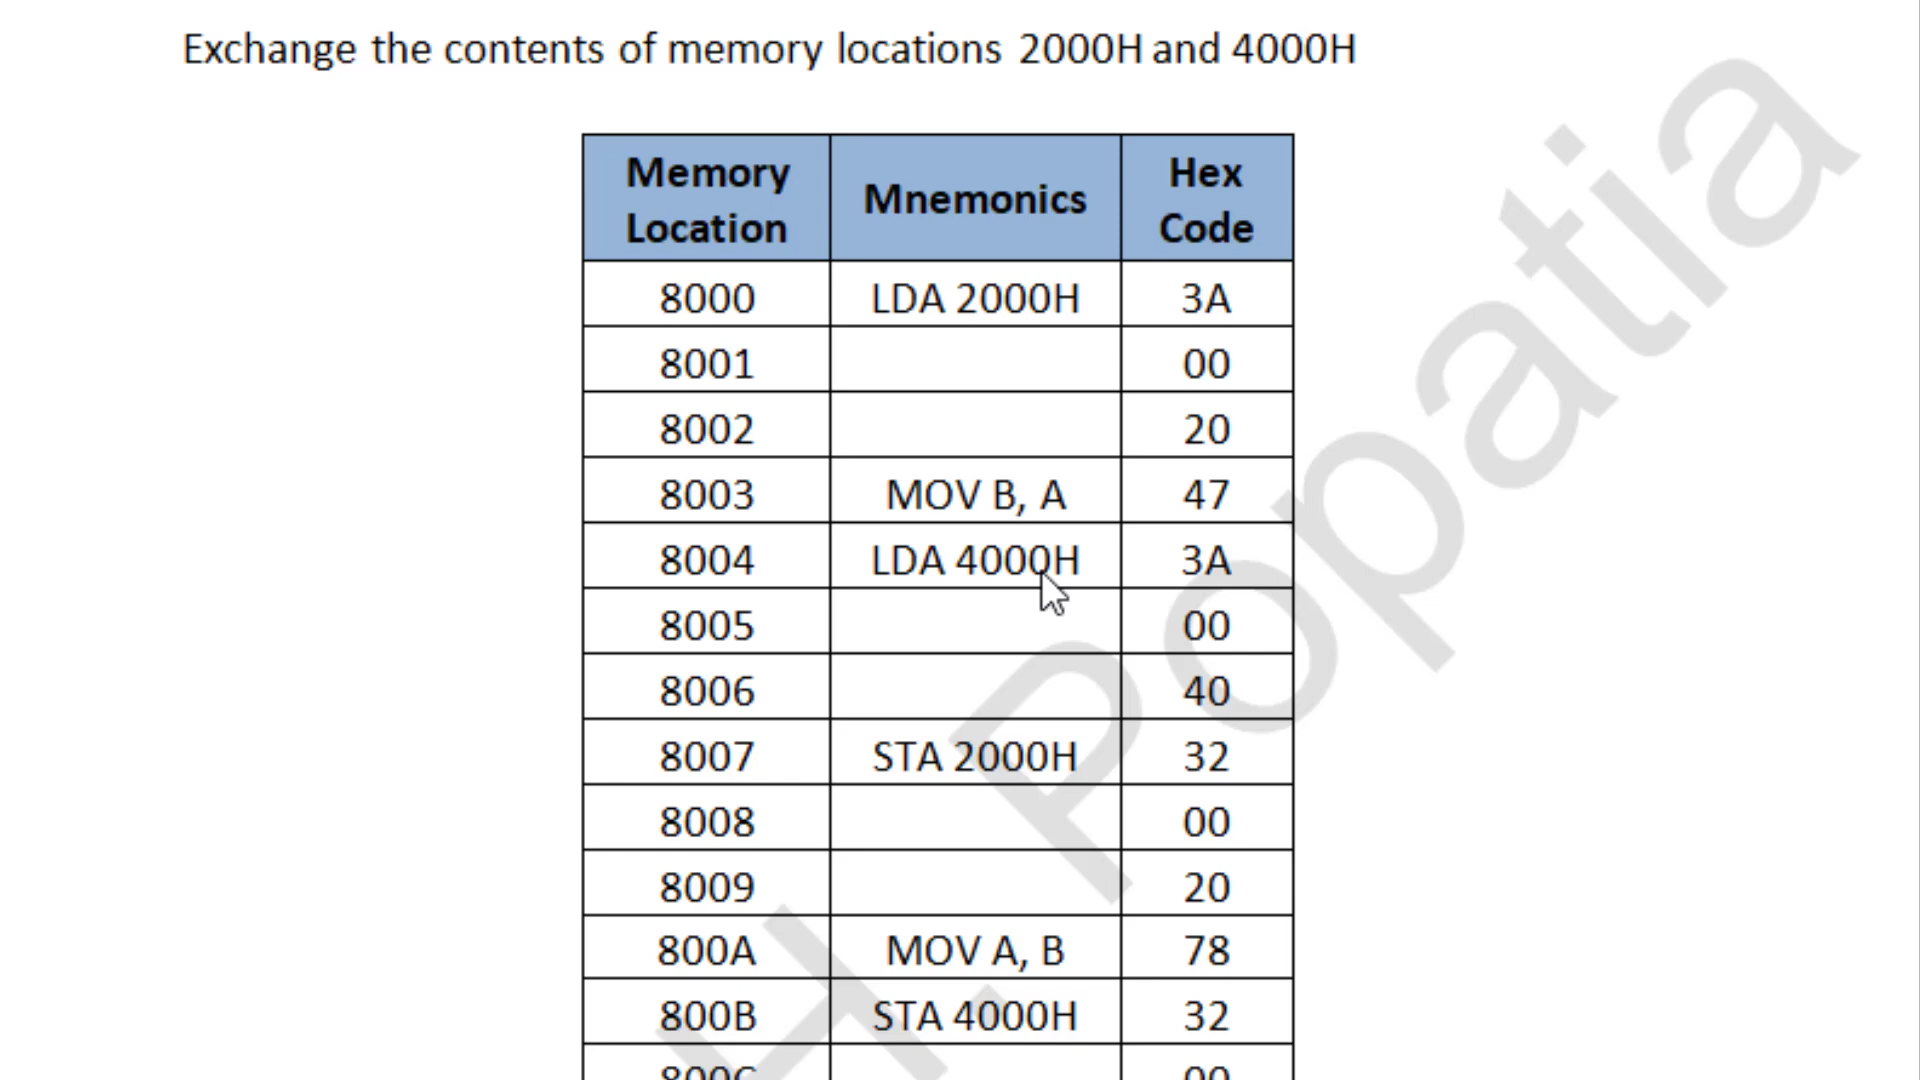 Exchange the contents of memory locations 2000H and 4000H
Memory Location Mnemonics Hex Code
8000 LDA 2000H 3A
8001 00
8002 20
8003 MOV B, A 47
8004 LDA 4000H 3A
8005 00
8006 40
8007 STA 2000H 32
8008 00
8009 20
800A MOV A, B 78
800B STA 4000H 32
800C 00
H. Popatia